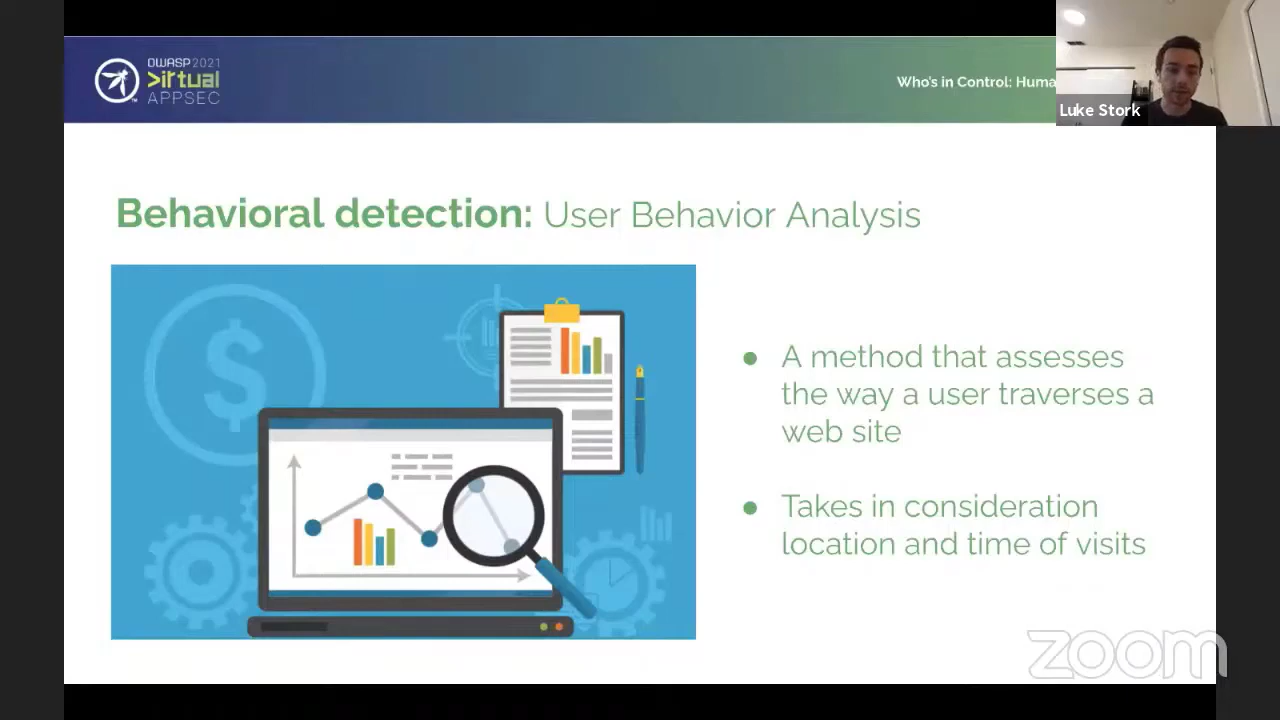 OWASP 2021
Virtual
APPSEC
Who's in Control: Huma
Luke Stork
Behavioral detection: User Behavior Analysis
● A method that assesses
the way a user traverses a
web site
● Takes in consideration
location and time of visits
zoom